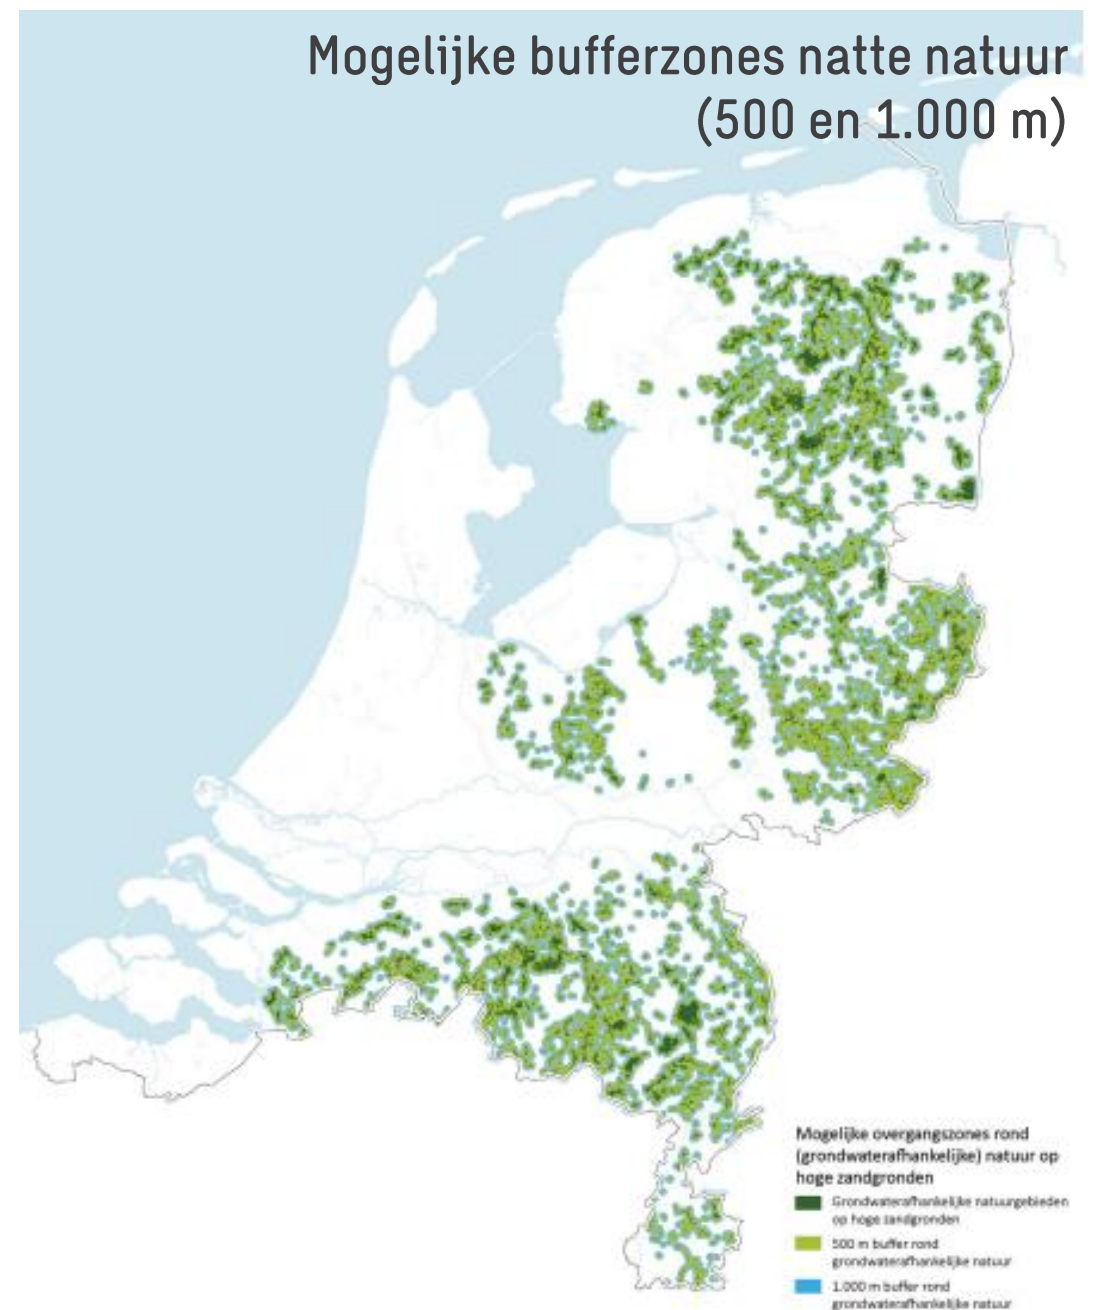 Mogelijke bufferzones natte natuur
(500 en 1.000 m)
Mogelijke overgangszones rond
(grondwaterafhankelijke) natuur op
hoge zandgronden
Grondwaterafhankelijke natuurgebieden
op hoge zandgronden
500 m buffer rond
grondwaterafhankelijke natuur
1.000 m buffer rond
grondwaterafhankelijke natuur